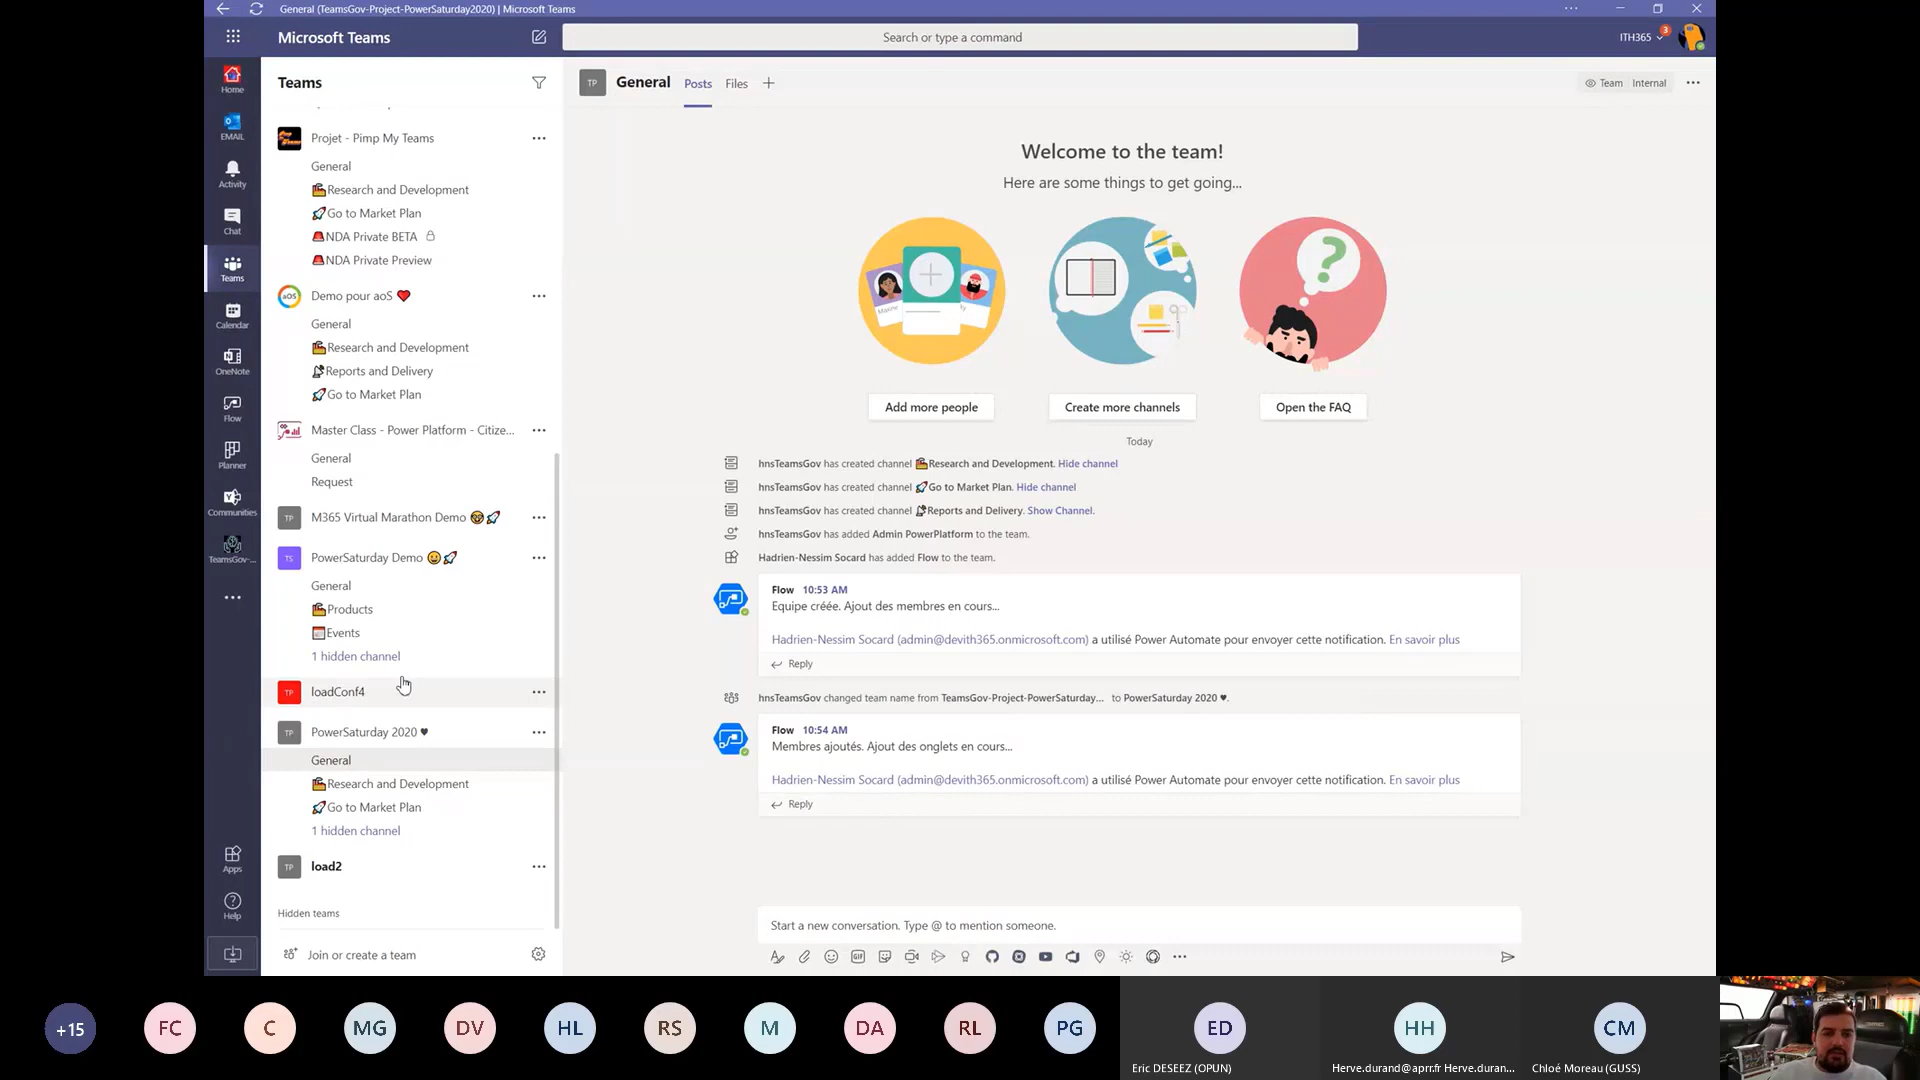 General (TeamsGov-Project-PowerSaturday2020) | Microsoft Teams
Microsoft Teams
Search or type a command
ITH365
3
Home
EMAIL
Activity
Chat
Teams
Calendar
OneNote
Flow
Planner
Communities
TeamsGov-...
Apps
Help
Teams
Projet - Pimp My Teams
General
Research and Development
Go to Market Plan
NDA Private BETA
NDA Private Preview
aOS
Demo pour aoS ❤️
General
Research and Development
Reports and Delivery
Go to Market Plan
Master Class - Power Platform - Citize...
General
Request
TP
M365 Virtual Marathon Demo 🤓🚀
TS
PowerSaturday Demo 😀🚀
General
Products
Events
1 hidden channel
TP
loadConf4
TP
PowerSaturday 2020 ♥
General
Research and Development
Go to Market Plan
1 hidden channel
TP
load2
Hidden teams
Join or create a team
TP
General
Posts
Files
Team
Internal
Welcome to the team!
Here are some things to get going...
Maxine
Add more people
Create more channels
Open the FAQ
Today
hnsTeamsGov has created channel Research and Development. Hide channel
hnsTeamsGov has created channel 🚀Go to Market Plan. Hide channel
hnsTeamsGov has created channel Reports and Delivery. Show Channel.
hnsTeamsGov has added Admin PowerPlatform to the team.
Hadrien-Nessim Socard has added Flow to the team.
Flow 10:53 AM
Equipe créée. Ajout des membres en cours...
Hadrien-Nessim Socard (admin@devith365.onmicrosoft.com) a utilisé Power Automate pour envoyer cette notification. En savoir plus
Reply
hnsTeamsGov changed team name from TeamsGov-Project-PowerSaturday... to PowerSaturday 2020 ♥.
Flow 10:54 AM
Membres ajoutés. Ajout des onglets en cours...
Hadrien-Nessim Socard (admin@devith365.onmicrosoft.com) a utilisé Power Automate pour envoyer cette notification. En savoir plus
Reply
Start a new conversation. Type @ to mention someone.
GIF
+15
FC
C
MG
DV
HL
RS
M
DA
RL
PG
ED
HH
CM
Eric DESEEZ (OPUN)
Herve.durand@aprr.fr Herve.duran...
Chloé Moreau (GUSS)